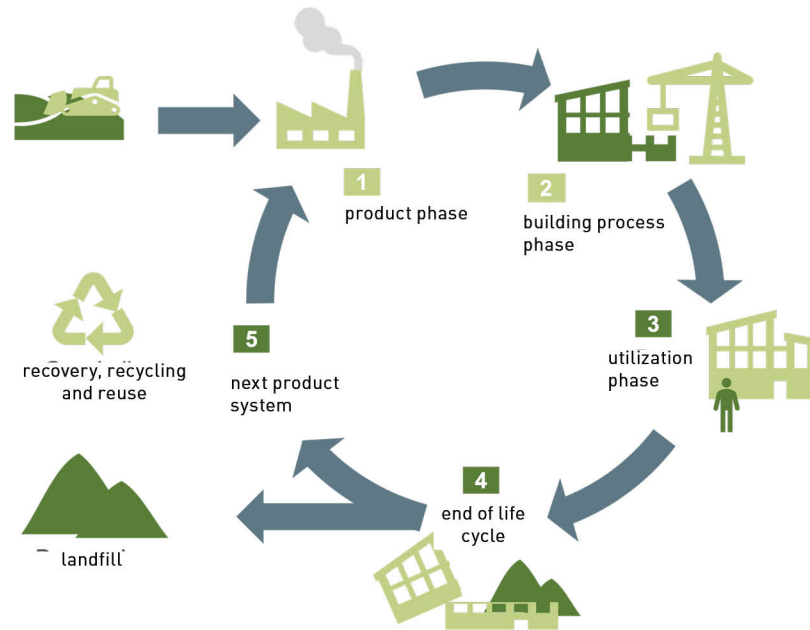 1
product phase
2
building process
phase
3
utilization
phase
4
end of life
cycle
5
next product
system
recovery, recycling
and reuse
landfill